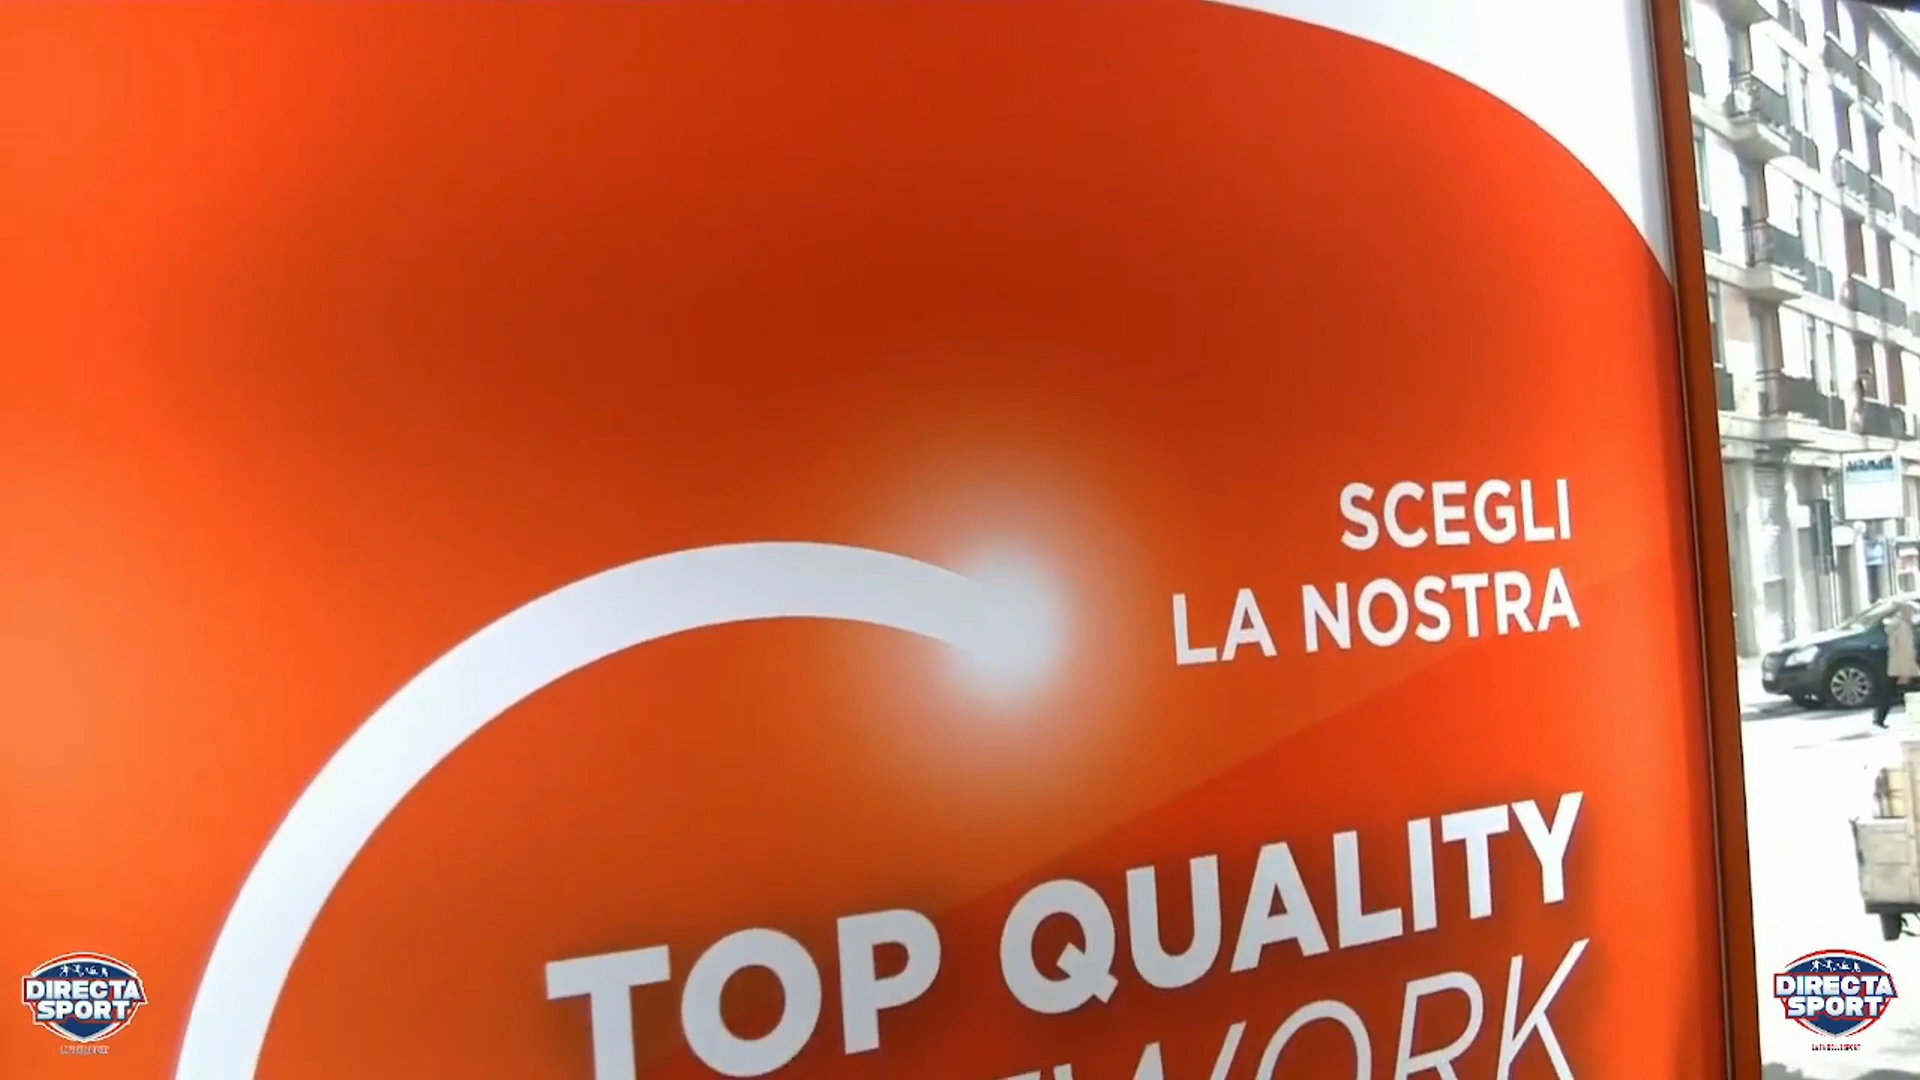 SCEGLI
LA NOSTRA
TOP QUALITY
DIRECTA
SPORT
DIRECTA
SPORT